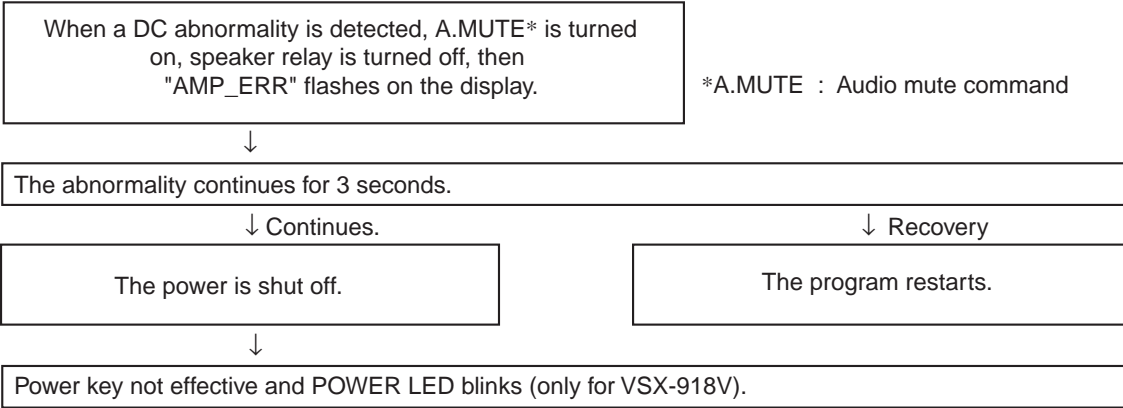 When a DC abnormality is detected, A.MUTE* is turned
on, speaker relay is turned off, then
"AMP_ERR" flashes on the display.
*A.MUTE : Audio mute command
↓
The abnormality continues for 3 seconds.
↓ Continues.
↓ Recovery
The power is shut off.
The program restarts.
↓
Power key not effective and POWER LED blinks (only for VSX-918V).